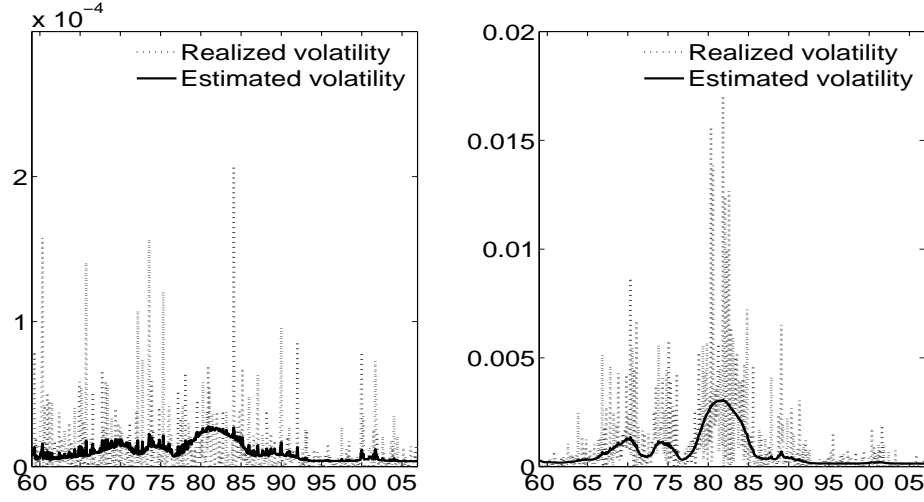 x 10⁻⁴
Realized volatility
Estimated volatility
2
1
0
60 65 70 75 80 85 90 95 00 05
0.02
Realized volatility
Estimated volatility
0.015
0.01
0.005
0
60 65 70 75 80 85 90 95 00 05